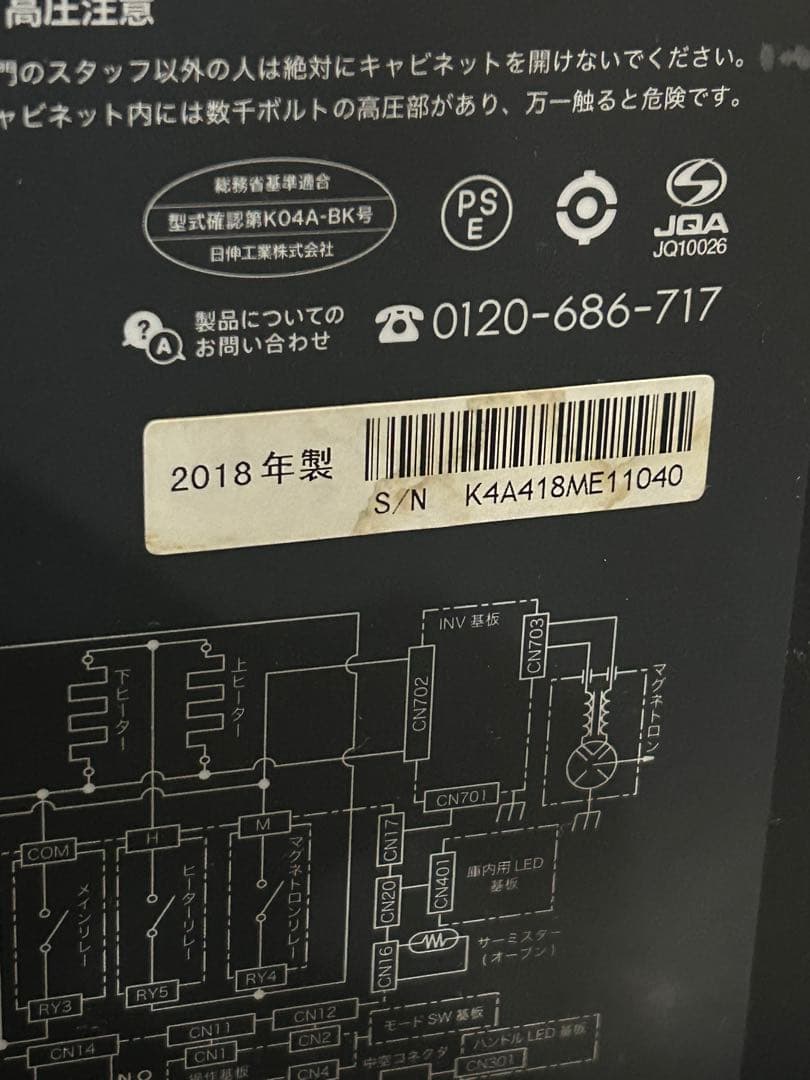 高圧注意
門のスタッフ以外の人は絶対にキャビネットを開けないでください。
ャビネット内には数千ボルトの高圧部があり、万一触ると危険です。
総務省基準適合
型式確認第K04A-BK号
日伸工業株式会社
PS
E
JQA
JQ10026
?
A
製品についての
お問い合わせ
0120-686-717
2018年製
S/N K4A418ME11040
INV 基板
CN703
CN702
CN701
マグネトロン
下ヒーター
上ヒーター
COM
H
M
CN17
CN20
CN401
庫内用LED
基板
メインリレー
ヒーターリレー
マグネトロンリレー
CN16
サーミスター
(オーブン)
RY3
RY5
RY4
CN14
CN11
CN12
モードSW基板
CN1
CN2
操作基板
CN4
中空コネクタ
ハンドルLED基板
CN301